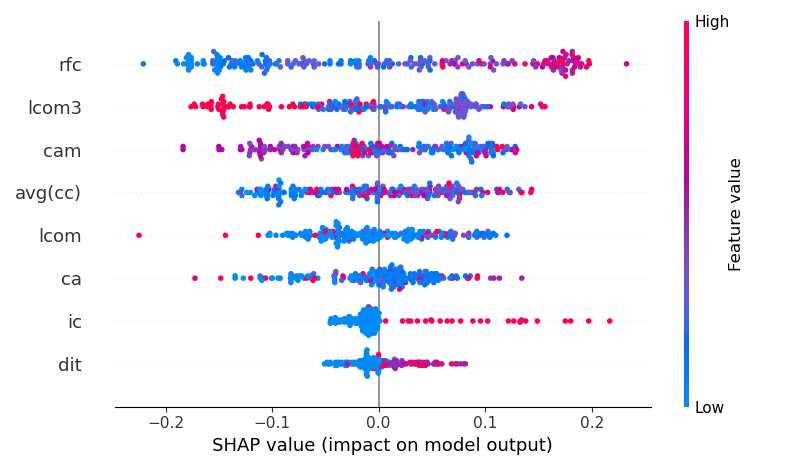 High
rfc
lcom3
cam
avg(cc)
lcom
ca
ic
dit
Feature value
Low
−0.2 −0.1 0.0 0.1 0.2
SHAP value (impact on model output)